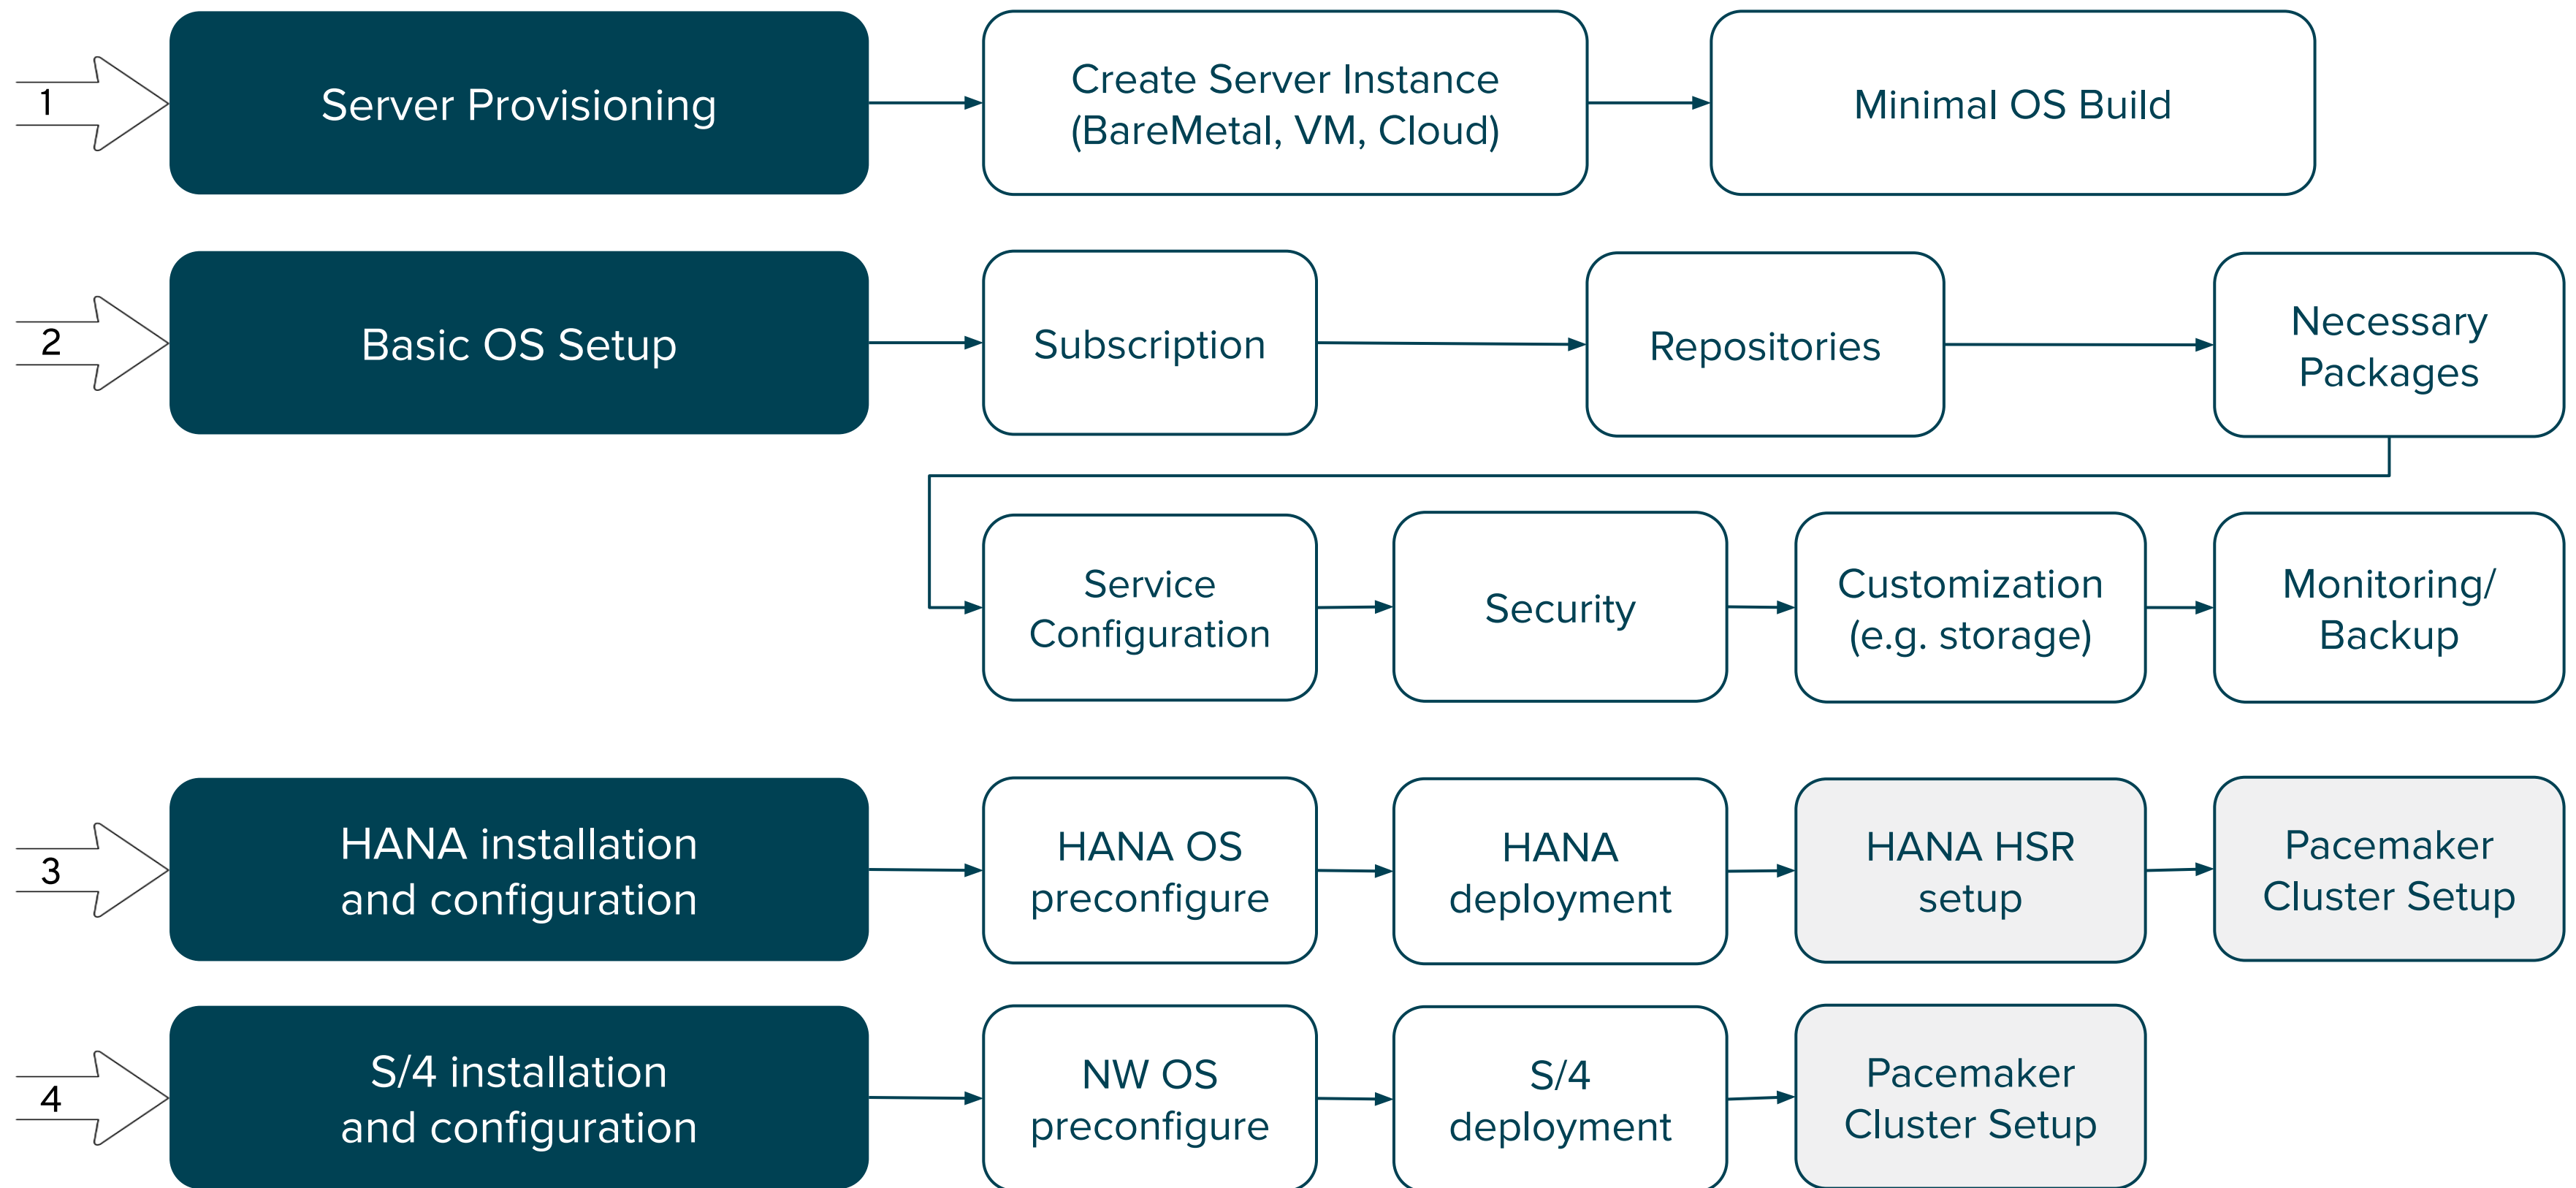 1
Server Provisioning
Create Server Instance
(BareMetal, VM, Cloud)
Minimal OS Build
2
Basic OS Setup
Subscription
Repositories
Necessary
Packages
Service
Configuration
Security
Customization
(e.g. storage)
Monitoring/
Backup
3
HANA installation
and configuration
HANA OS
preconfigure
HANA
deployment
HANA HSR
setup
Pacemaker
Cluster Setup
4
S/4 installation
and configuration
NW OS
preconfigure
S/4
deployment
Pacemaker
Cluster Setup